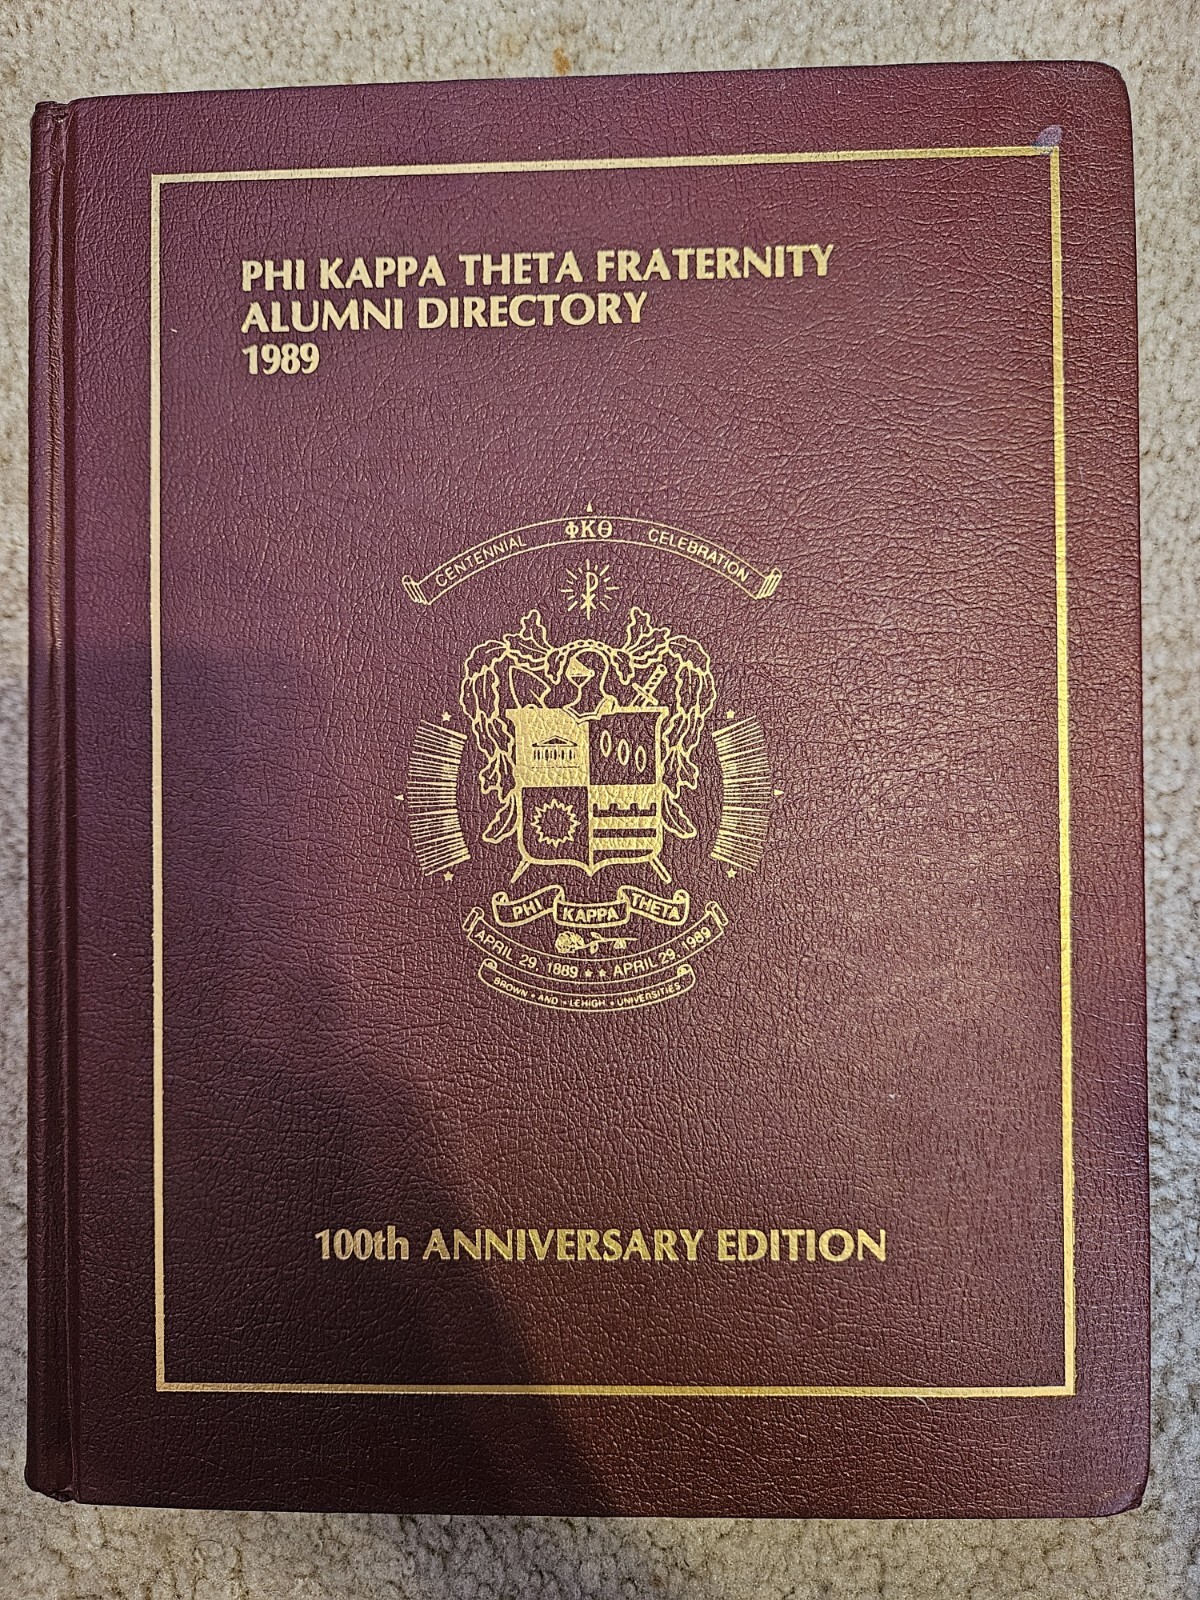 PHI KAPPA THETA FRATERNITY
ALUMNI DIRECTORY
1989
CENTENNIAL ΦΚΘ CELEBRATION
PHI KAPPA THETA
APRIL 29, 1889 ★ ★ APRIL 29, 1989
BROWN • AND • LEHIGH • UNIVERSITIES
100th ANNIVERSARY EDITION